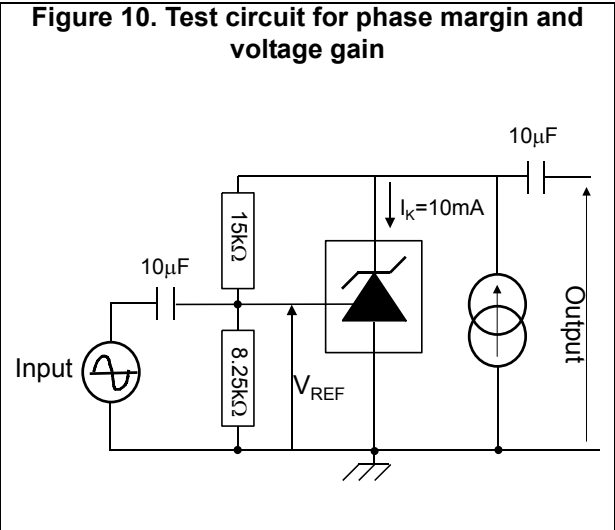 Figure 10. Test circuit for phase margin and
voltage gain
10μF
I_K=10mA
15kΩ
10μF
Output
Input
8.25kΩ
V_REF